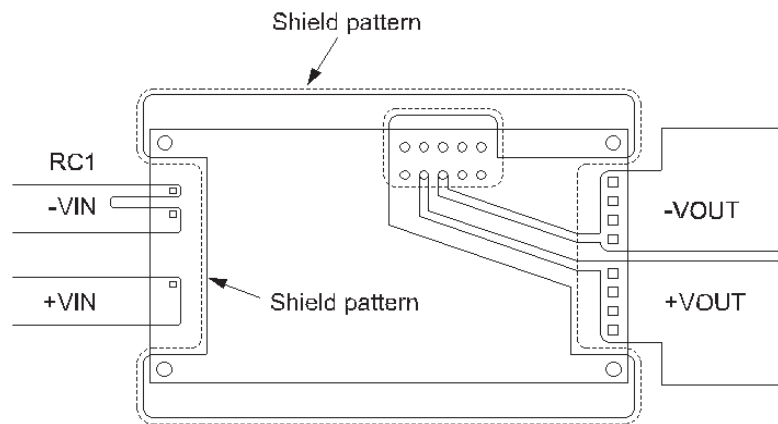 Shield pattern
RC1
-VIN
-VOUT
+VIN
Shield pattern
+VOUT